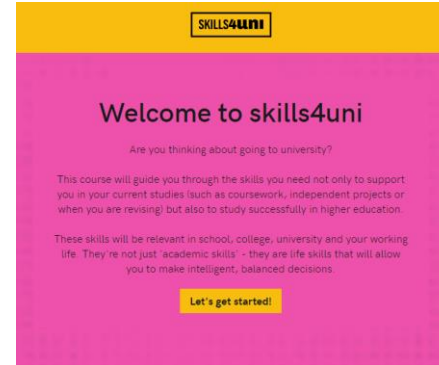 SKILLS4UNI
Welcome to skills4uni
Are you thinking about going to university?
This course will guide you through the skills you need not only to support
you in your current studies (such as coursework, independent projects or
when you are revising) but also to study successfully in higher education.
These skills will be relevant in school, college, university and your working
life. They're not just 'academic skills' - they are life skills that will allow
you to make intelligent, balanced decisions.
Let's get started!